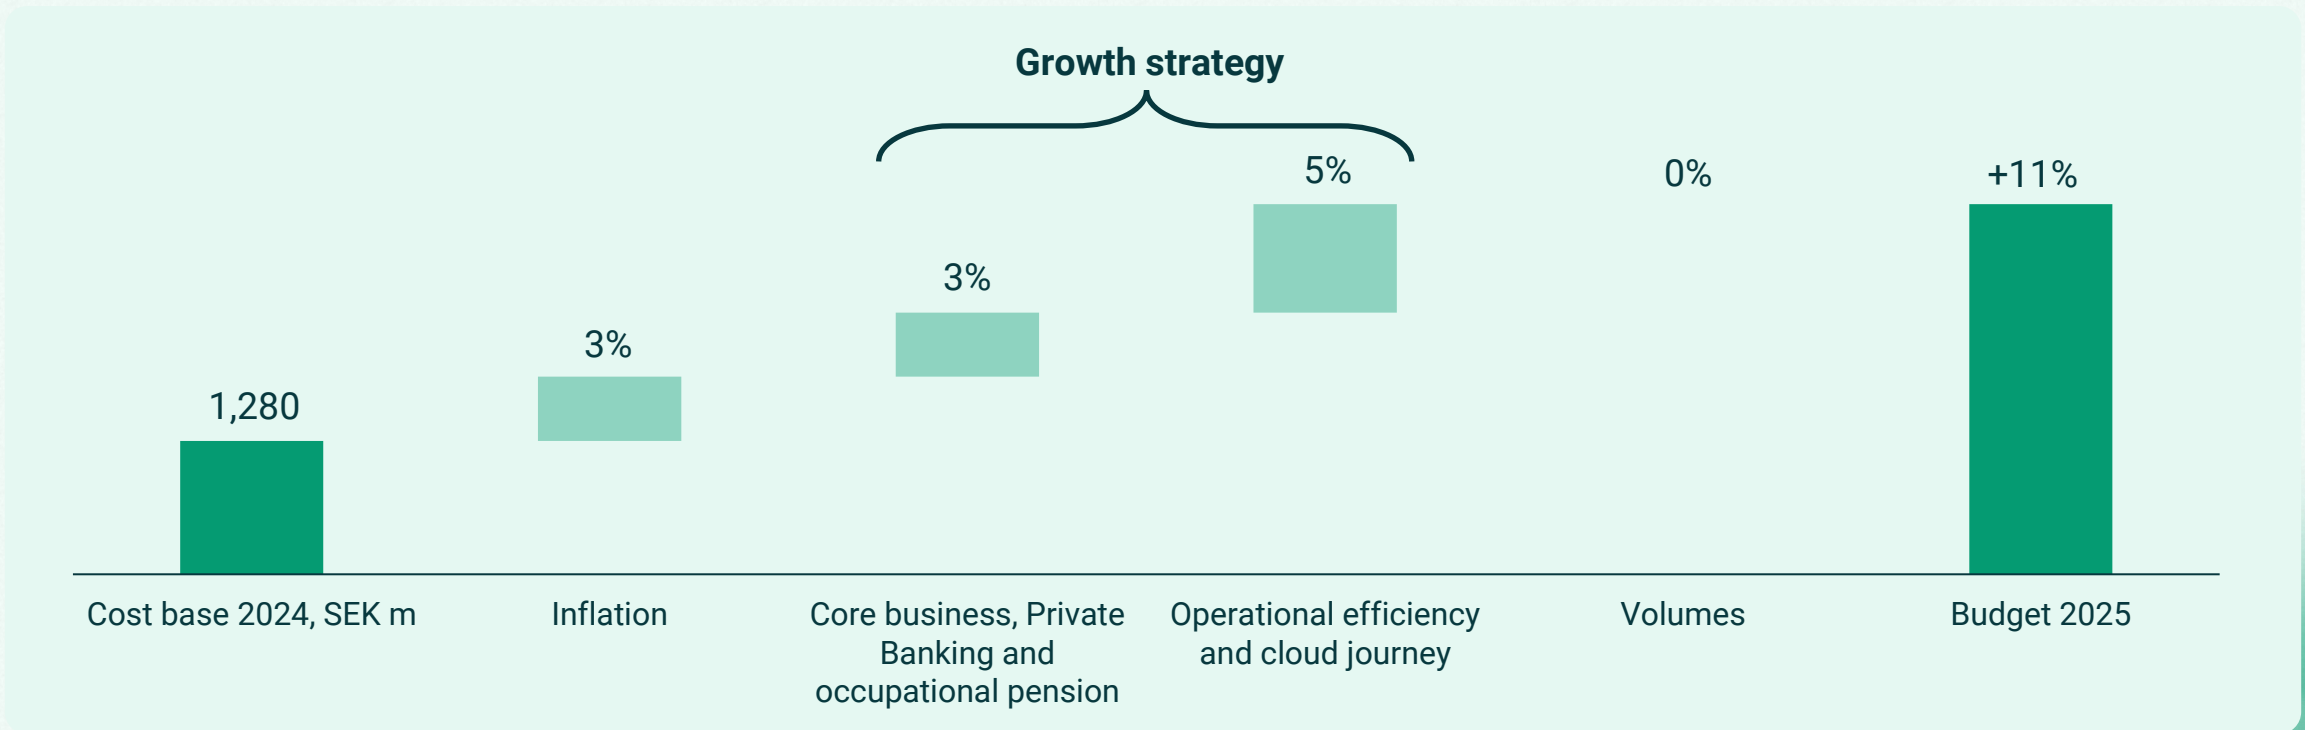 Growth strategy
1,280
3%
3%
5%
0%
+11%
Cost base 2024, SEK m
Inflation
Core business, Private
Banking and
occupational pension
Operational efficiency
and cloud journey
Volumes
Budget 2025